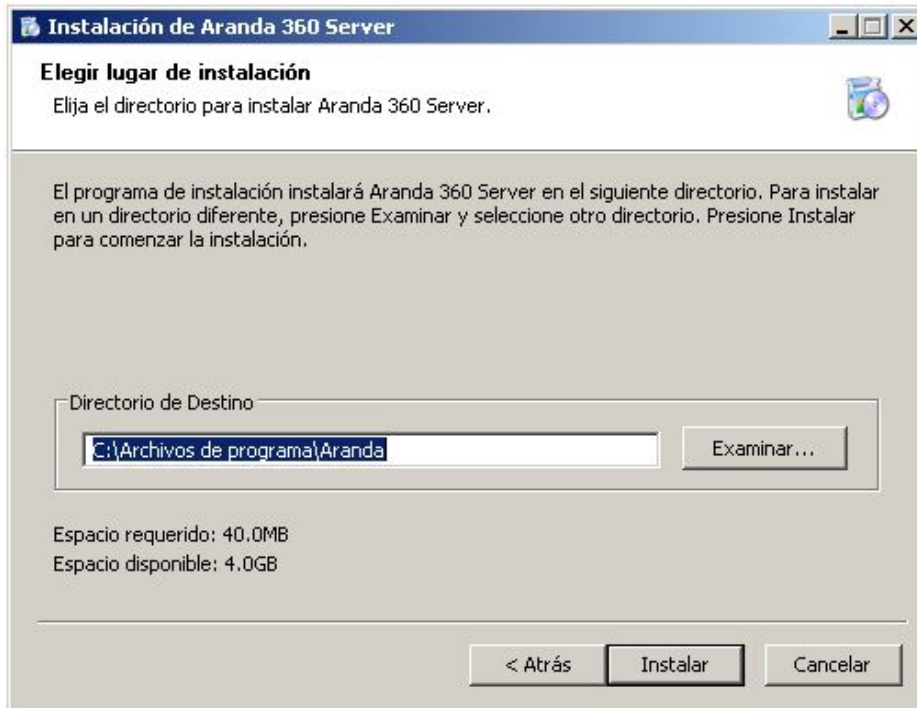 Instalación de Aranda 360 Server
Elegir lugar de instalación
Elija el directorio para instalar Aranda 360 Server.
El programa de instalación instalará Aranda 360 Server en el siguiente directorio. Para instalar
en un directorio diferente, presione Examinar y seleccione otro directorio. Presione Instalar
para comenzar la instalación.
Directorio de Destino
C:\Archivos de programa\Aranda
Examinar...
Espacio requerido: 40.0MB
Espacio disponible: 4.0GB
< Atrás
Instalar
Cancelar